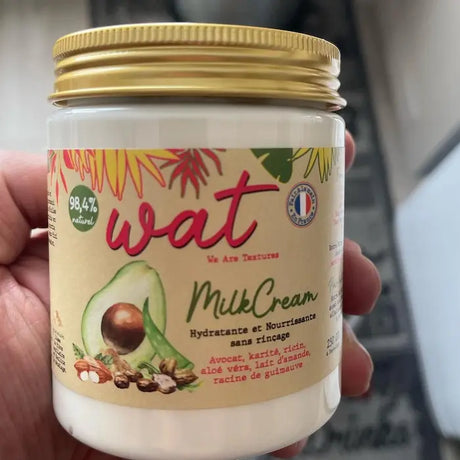 98,4%
naturel
wat
We Are Textures
MilkCream
Hydratante et Nourrissante
sans rinçage
Avocat, karité, ricin,
aloé véra, lait d'amande,
racine de guimauve